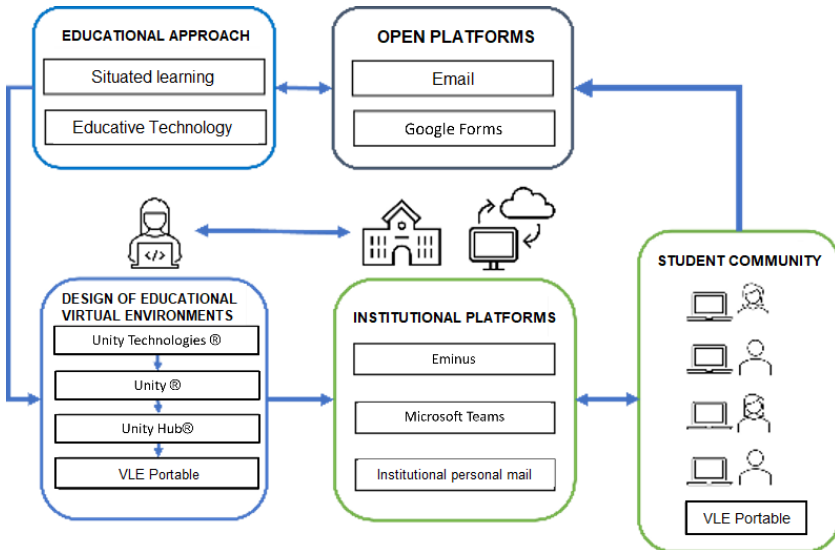 EDUCATIONAL APPROACH
Situated learning
Educative Technology
OPEN PLATFORMS
Email
Google Forms
</>
DESIGN OF EDUCATIONAL
VIRTUAL ENVIRONMENTS
Unity Technologies ®
Unity ®
Unity Hub®
VLE Portable
INSTITUTIONAL PLATFORMS
Eminus
Microsoft Teams
Institutional personal mail
STUDENT COMMUNITY
VLE Portable